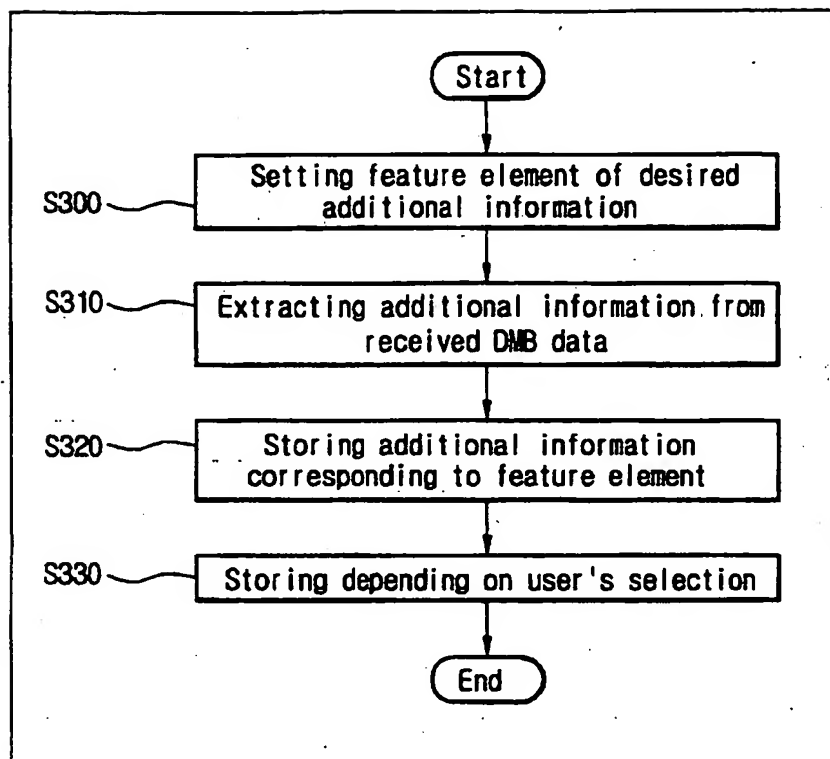 Start
S300
Setting feature element of desired
additional information
S310
Extracting additional information from
received DMB data
S320
Storing additional information
corresponding to feature element
S330
Storing depending on user's selection
End